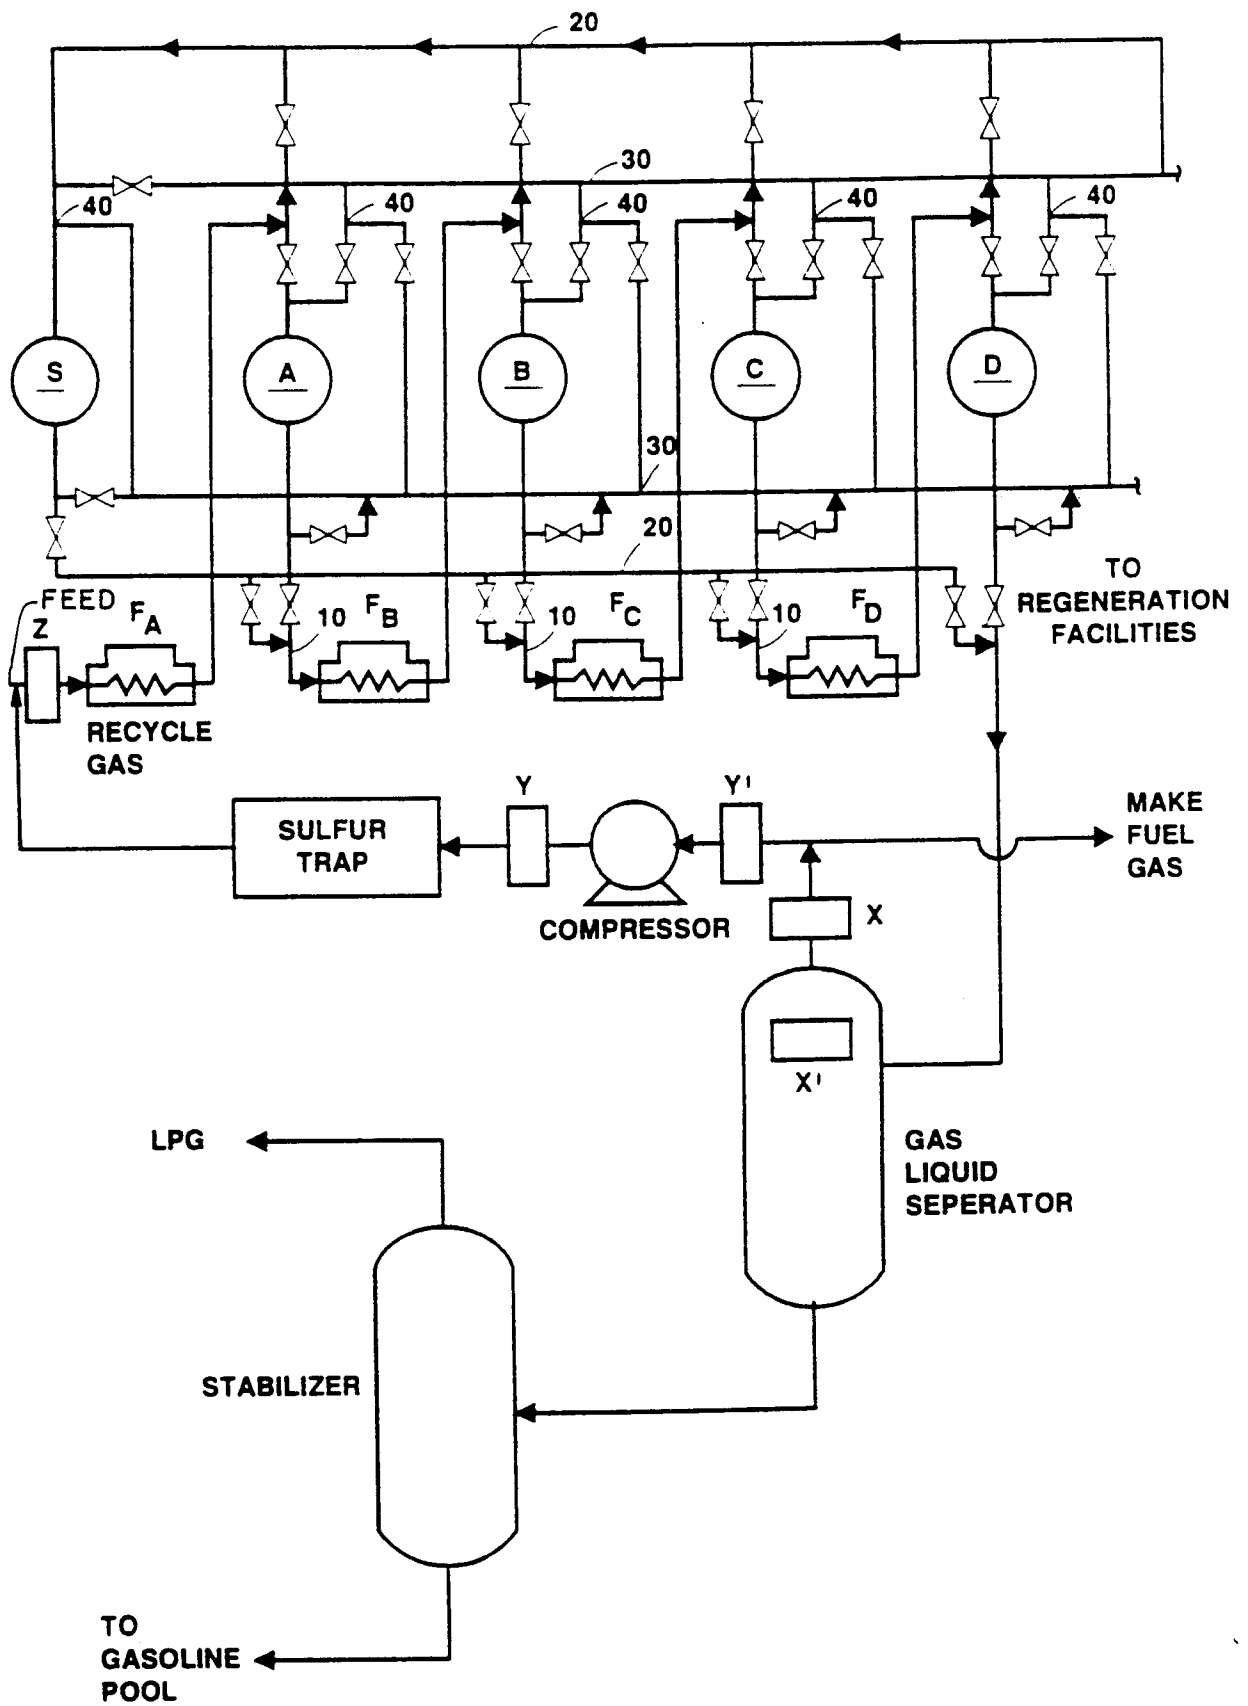 20
30
40
40
40
40
40
S
A
B
C
D
30
20
TO
REGENERATION
FACILITIES
FEED
Z
FA
10
FB
10
FC
10
FD
RECYCLE
GAS
SULFUR
TRAP
Y
COMPRESSOR
Y'
MAKE
FUEL
GAS
X
X'
GAS
LIQUID
SEPERATOR
LPG
STABILIZER
TO
GASOLINE
POOL